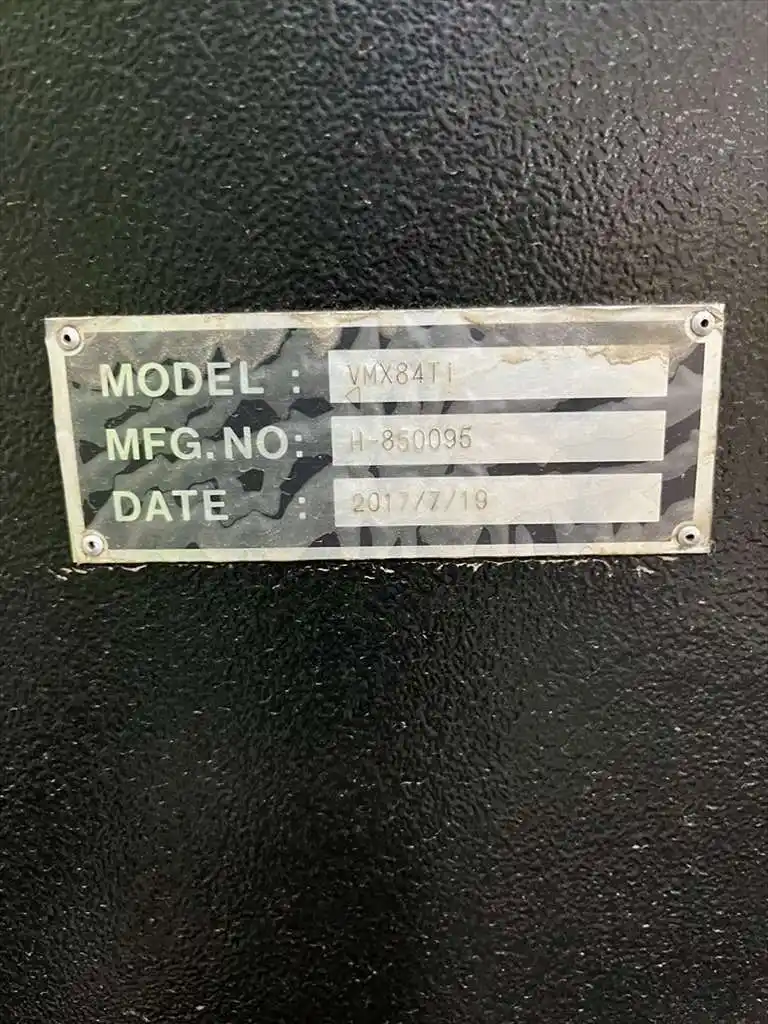 MODEL : VMX84Ti
MFG.NO: H-850095
DATE : 2017/7/19